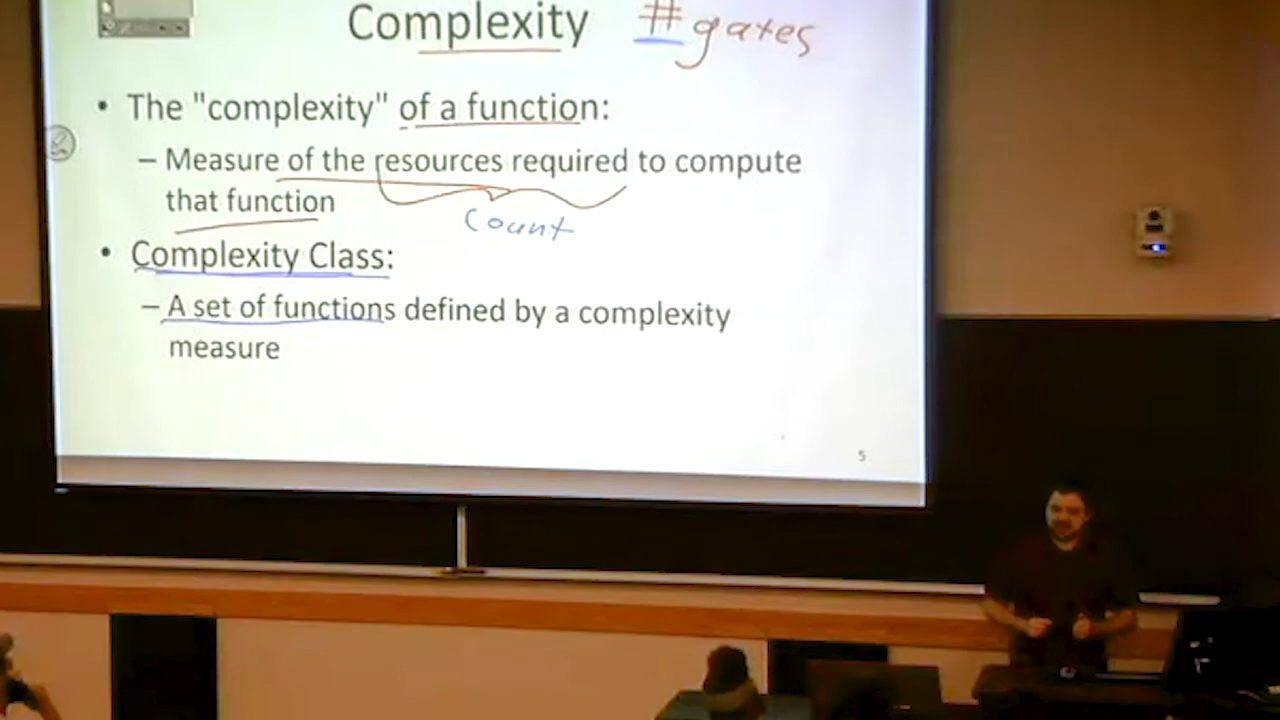 Complexity #gates
• The "complexity" of a function:
– Measure of the resources required to compute
that function
count
• Complexity Class:
– A set of functions defined by a complexity
measure
5